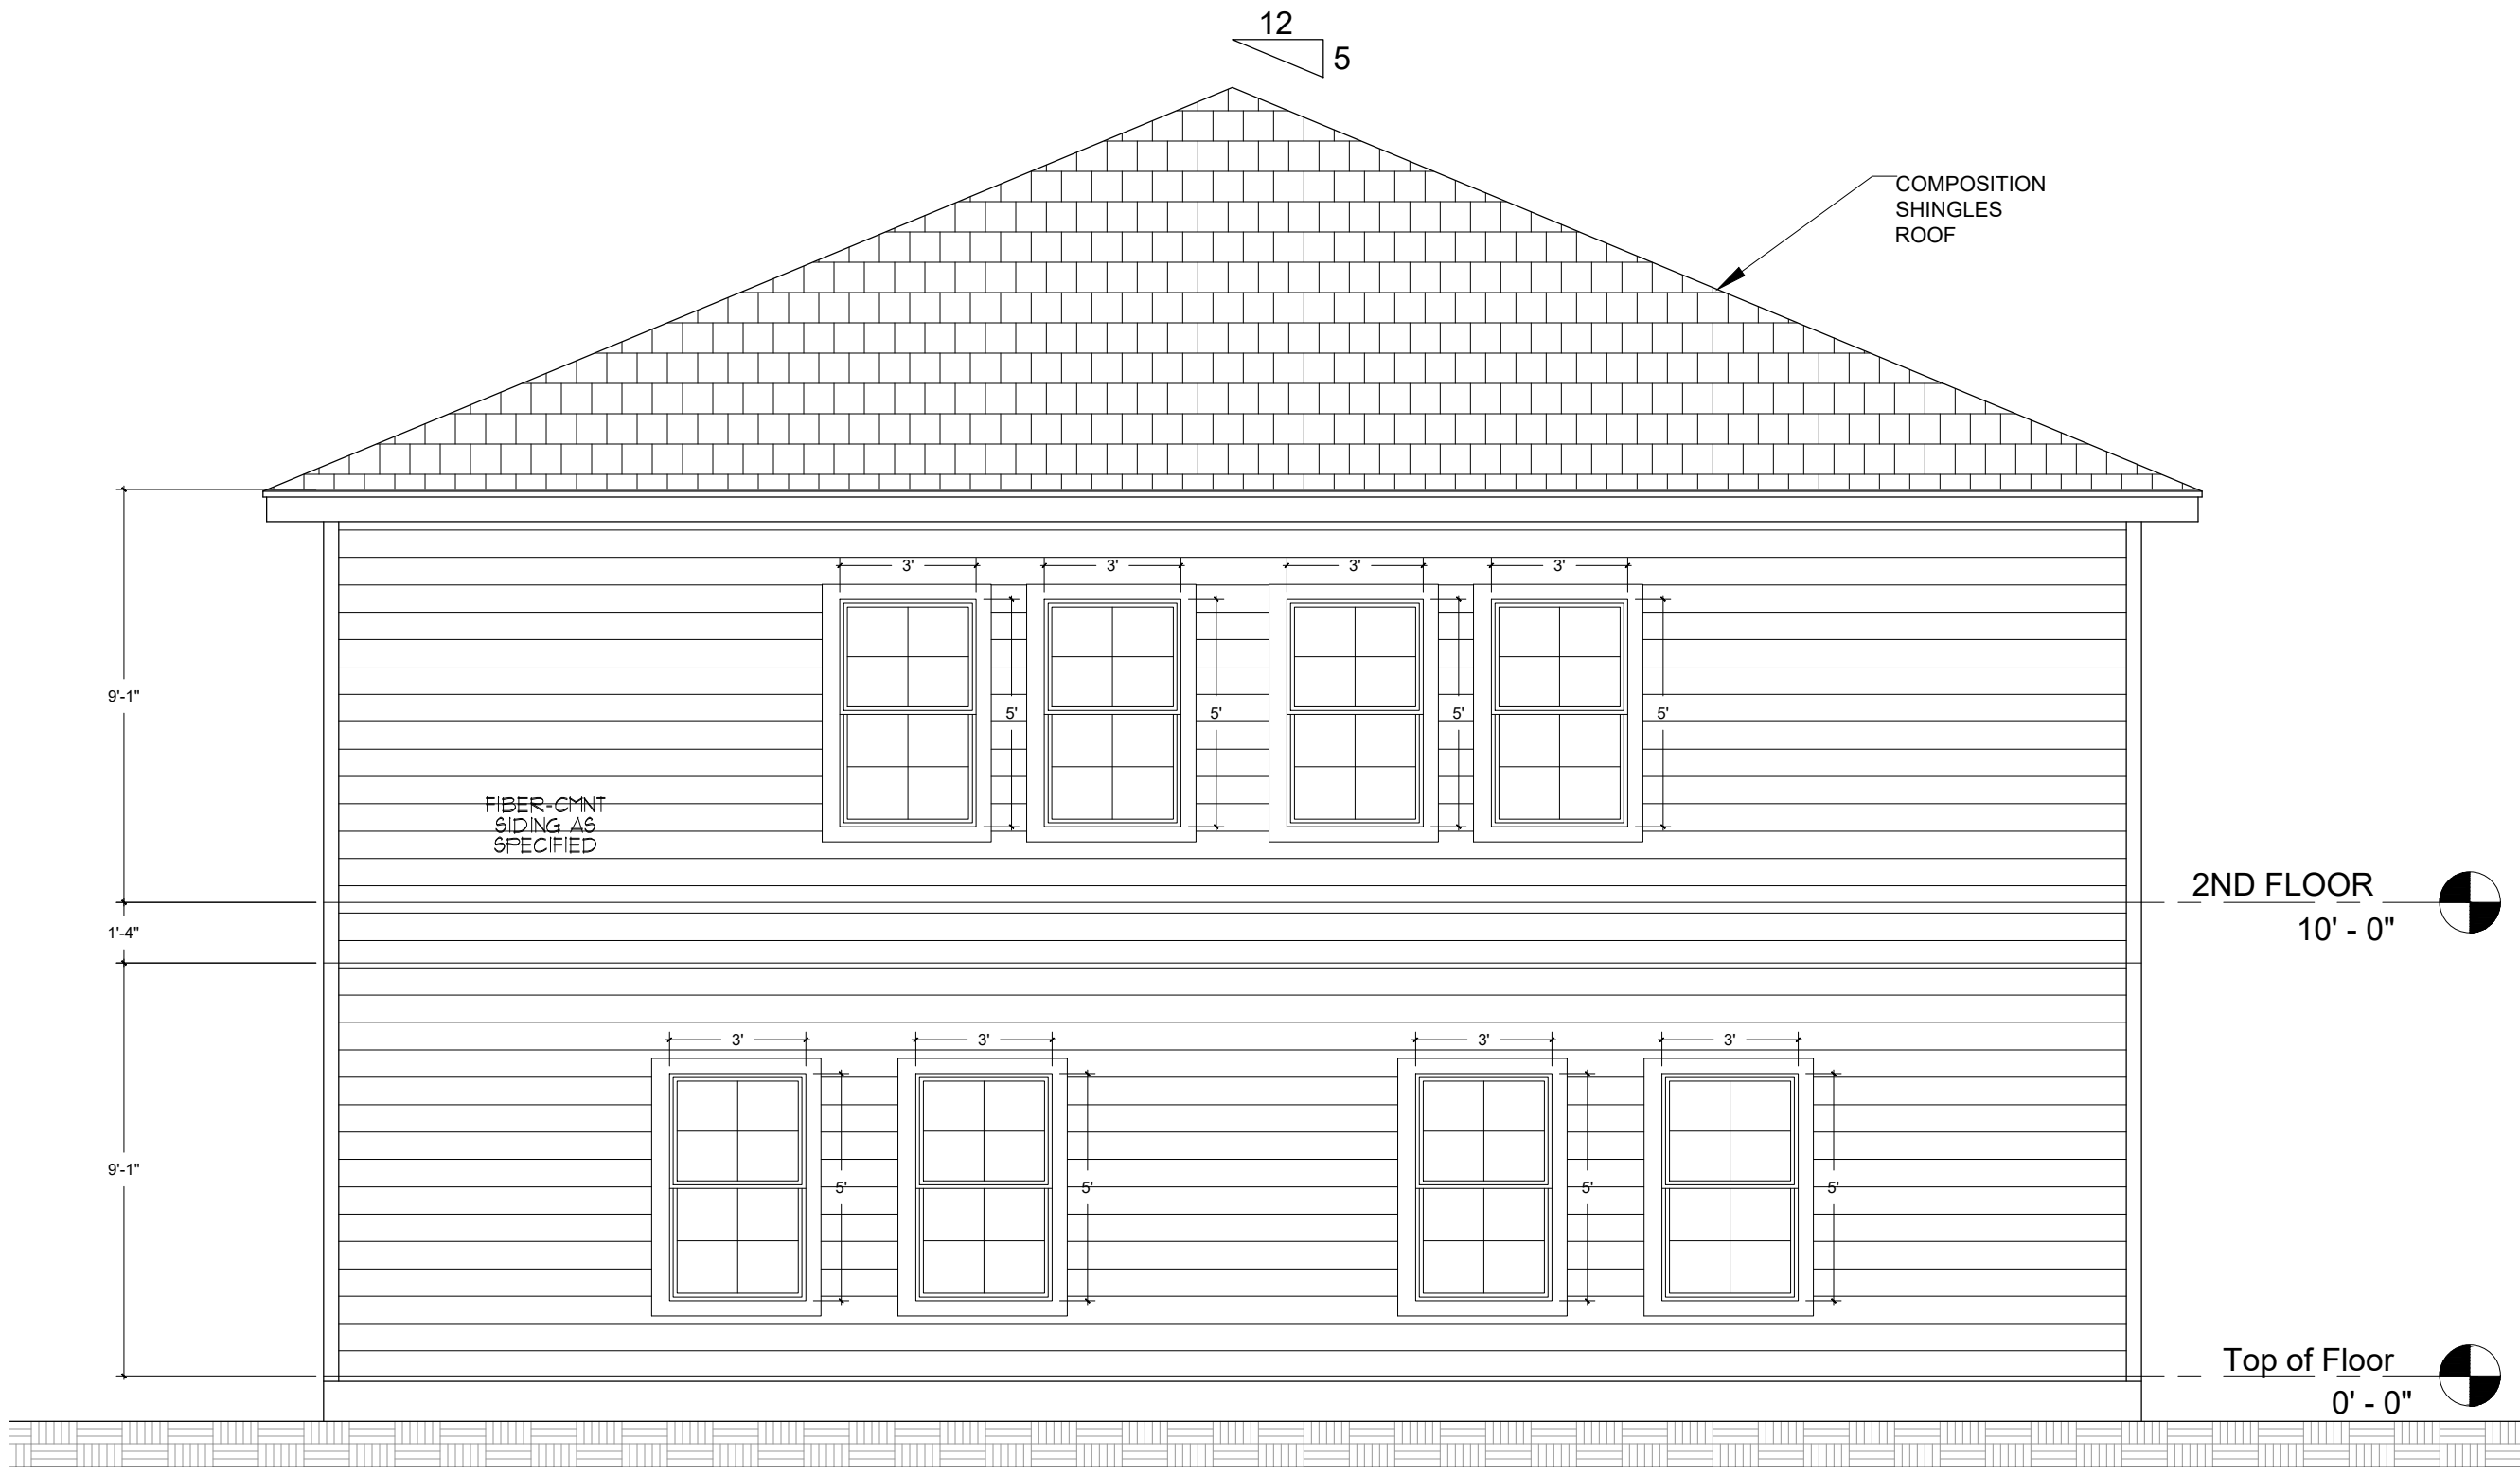 12
5
COMPOSITION
SHINGLES
ROOF
3' 3' 3' 3'
9'-1"
5' 5' 5' 5'
FIBER-CMNT
SIDING AS
SPECIFIED
2ND FLOOR
10' - 0"
1'-4"
3' 3' 3' 3'
9'-1"
5' 5' 5' 5'
Top of Floor
0' - 0"